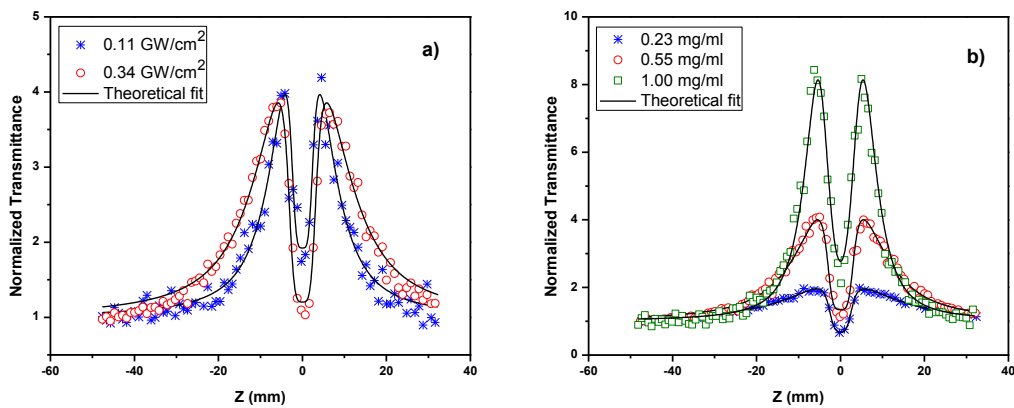 a)
0.11 GW/cm²
0.34 GW/cm²
Theoretical fit
Normalized Transmittance
5
4
3
2
1
-60 -40 -20 0 20 40
Z (mm)
b)
0.23 mg/ml
0.55 mg/ml
1.00 mg/ml
Theoretical fit
Normalized Transmittance
10
8
6
4
2
0
-60 -40 -20 0 20 40
Z (mm)